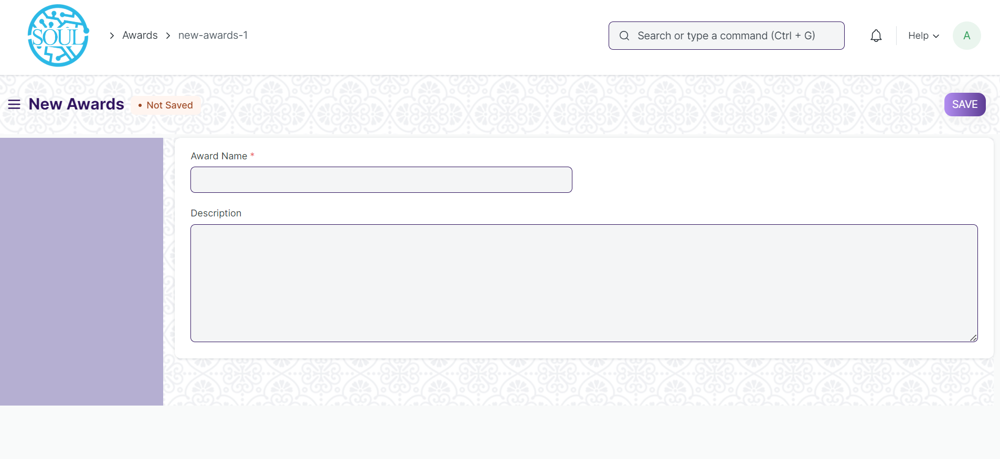 SOUL
Awards
new-awards-1
Search or type a command (Ctrl + G)
Help
A
New Awards
• Not Saved
SAVE
Award Name *
Description